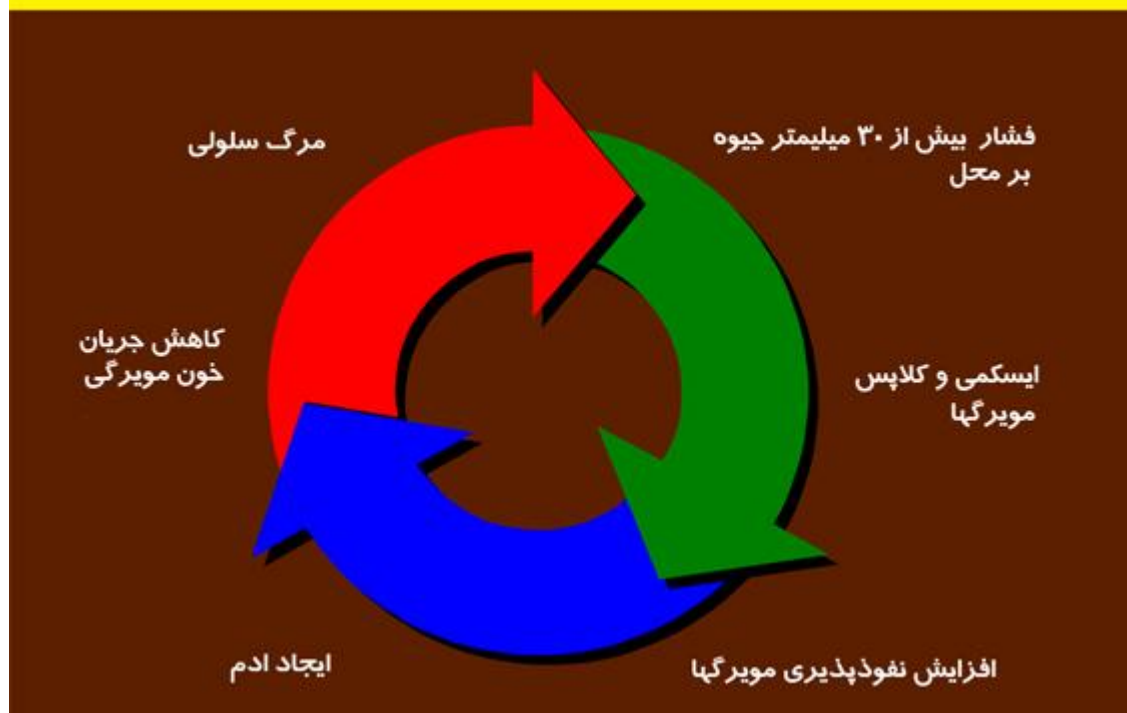 فشار بیش از ۳۰ میلیمتر جیوه
بر محل
ایسکمی و کلاپس
مویرگها
افزایش نفوذپذیری مویرگها
ایجاد ادم
کاهش جریان
خون مویرگی
مرگ سلولی